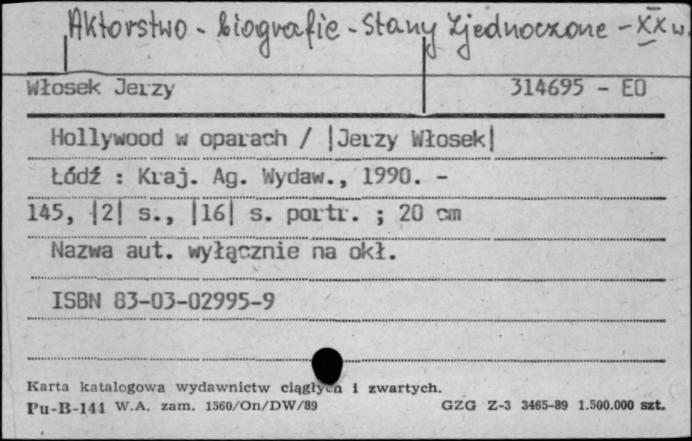 Aktorstwo - biografie - Stany Zjednoczone - XX w.
Włosek Jerzy 314695 - EO
Hollywood w oparach / |Jerzy Włosek|
Łódź : Kraj. Ag. Wydaw., 1990. -
145, |2| s., |16| s. portr. ; 20 cm
Nazwa aut. wyłącznie na okł.
ISBN 83-03-02995-9
Karta katalogowa wydawnictw ciągłych i zwartych.
Pu-B-141 W.A. zam. 1560/On/DW/89 GZG Z-3 3465-89 1.500.000 szt.